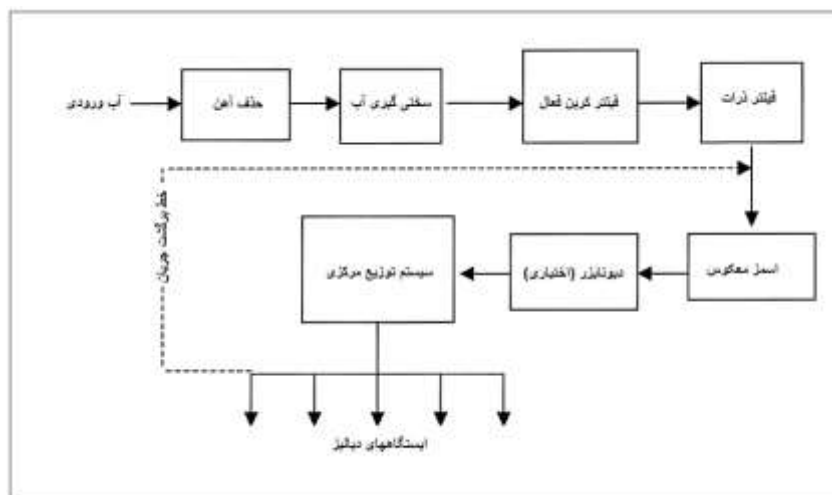 آب ورودی
حذف آهن
سختی گیری آب
فیلتر کربن فعال
فیلتر ذرات
خط برگشت جریان
اسمز معکوس
دیونایزر (اختیاری)
سیستم توزیع مرکزی
ایستگاههای دیالیز